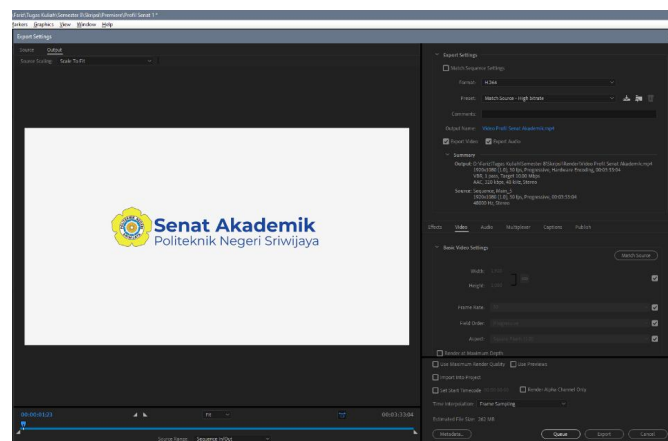 \Farid\Tugas Kuliah\Semester 8\Skripsi\Premiere\Profil Senat 1 *
Markers Graphics View Window Help
Export Settings
Source Output
Source Scaling: Scale To Fit
Senat Akademik
Politeknik Negeri Sriwijaya
00:00:01:23
Fit
00:03:33:04
Source Range: Sequence In/Out
Export Settings
Match Sequence Settings
Format: H.264
Preset: Match Source - High bitrate
Comments:
Output Name: Video Profil Senat Akademik.mp4
Export Video Export Audio
Summary
Output: D:\Farid\Tugas Kuliah\Semester 8\Skripsi\Render\Video Profil Senat Akademik.mp4
1920x1080 (1.0), 50 fps, Progressive, Hardware Encoding, 00:03:33:04
VBR, 1 pass, Target 10.00 Mbps
AAC, 320 kbps, 48 kHz, Stereo
Source: Sequence, Main_3
1920x1080 (1.0), 50 fps, Progressive, 00:03:33:04
48000 Hz, Stereo
Effects Video Audio Multiplexer Captions Publish
Basic Video Settings
Match Source
Width:
Height:
Frame Rate:
Field Order:
Aspect:
Render at Maximum Depth
Use Maximum Render Quality Use Previews
Import Into Project
Set Start Timecode Render Alpha Channel Only
Time Interpolation: Frame Sampling
Estimated File Size: 262 MB
Metadata... Queue Export Cancel